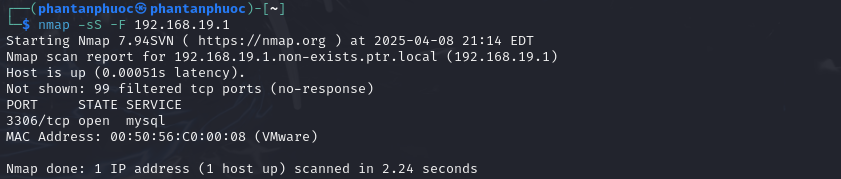 ┌──(phantanphuoc㉿phantanphuoc)-[~]
└─$ nmap -sS -F 192.168.19.1
Starting Nmap 7.94SVN ( https://nmap.org ) at 2025-04-08 21:14 EDT
Nmap scan report for 192.168.19.1.non-exists.ptr.local (192.168.19.1)
Host is up (0.00051s latency).
Not shown: 99 filtered tcp ports (no-response)
PORT     STATE SERVICE
3306/tcp open  mysql
MAC Address: 00:50:56:C0:00:08 (VMware)

Nmap done: 1 IP address (1 host up) scanned in 2.24 seconds